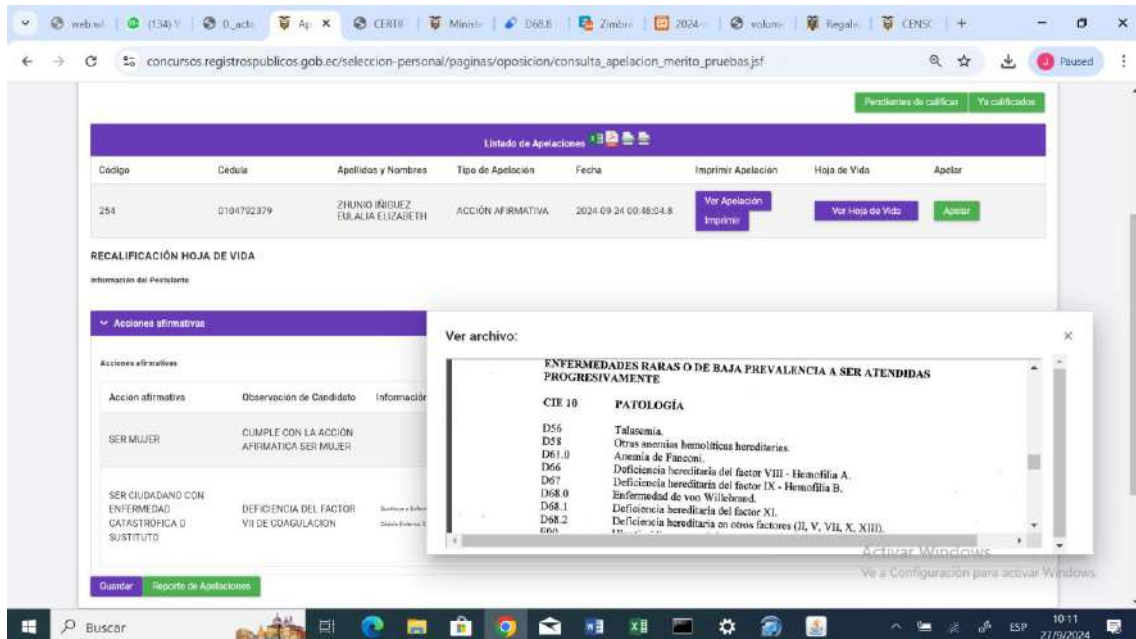 web.wl
(134) V
0_acto
Ap
CERTII
Ministe
D68.8
Zimbra
2024-
volume
Regala
CENSO
concursos.registrospublicos.gob.ec/seleccion-personal/paginas/oposicion/consulta_apelacion_merito_pruebas.jsf
Paused
Pendientes de calificar
Ya calificados
Listado de Apelaciones
Código Cédula Apellidos y Nombres Tipo de Apelación Fecha Imprimir Apelación Hoja de Vida Apelar
254 0104792379 ZHUNIO IÑIGUEZ EULALIA ELIZABETH ACCIÓN AFIRMATIVA 2024-09-24 00:48:04.8
Ver Apelación
Imprimir
Ver Hoja de Vida
Apelar
RECALIFICACIÓN HOJA DE VIDA
Información del Postulante
Acciones afirmativas
Acciones afirmativas
Acción afirmativa Observación de Candidato Información
SER MUJER
CUMPLE CON LA ACCIÓN
AFIRMATICA SER MUJER
SER CIUDADANO CON
ENFERMEDAD
CATASTRÓFICA O
SUSTITUTO
DEFICIENCIA DEL FACTOR
VII DE COAGULACION
Guardar
Reporte de Apelaciones
Ver archivo:
ENFERMEDADES RARAS O DE BAJA PREVALENCIA A SER ATENDIDAS
PROGRESIVAMENTE
CIE 10 PATOLOGÍA
D56 Talasemia.
D58 Otras anemias hemolíticas hereditarias.
D61.0 Anemia de Fanconi.
D66 Deficiencia hereditaria del factor VIII - Hemofilia A.
D67 Deficiencia hereditaria del factor IX - Hemofilia B.
D68.0 Enfermedad de von Willebrand.
D68.1 Deficiencia hereditaria del factor XI.
D68.2 Deficiencia hereditaria en otros factores (II, V, VII, X, XIII).
Activar Windows
Ve a Configuración para activar Windows.
Buscar
ESP
10:11
27/9/2024